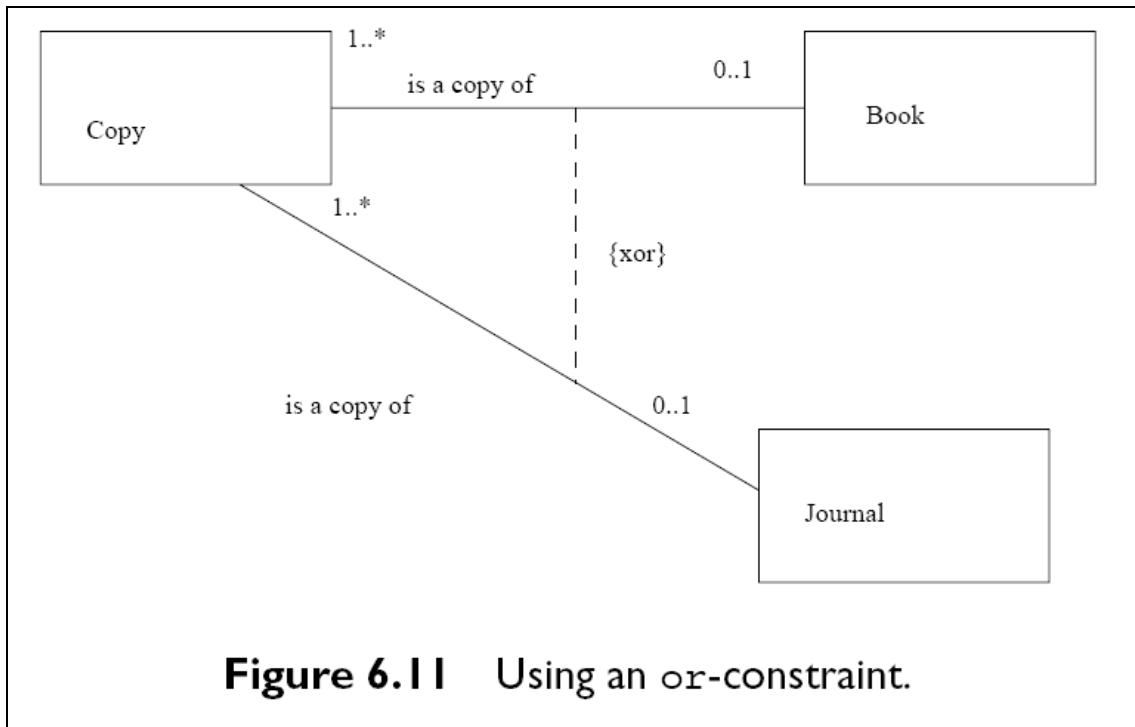 1..*
is a copy of
0..1
Copy
Book
1..*
{xor}
is a copy of
0..1
Journal
Figure 6.11 Using an or-constraint.